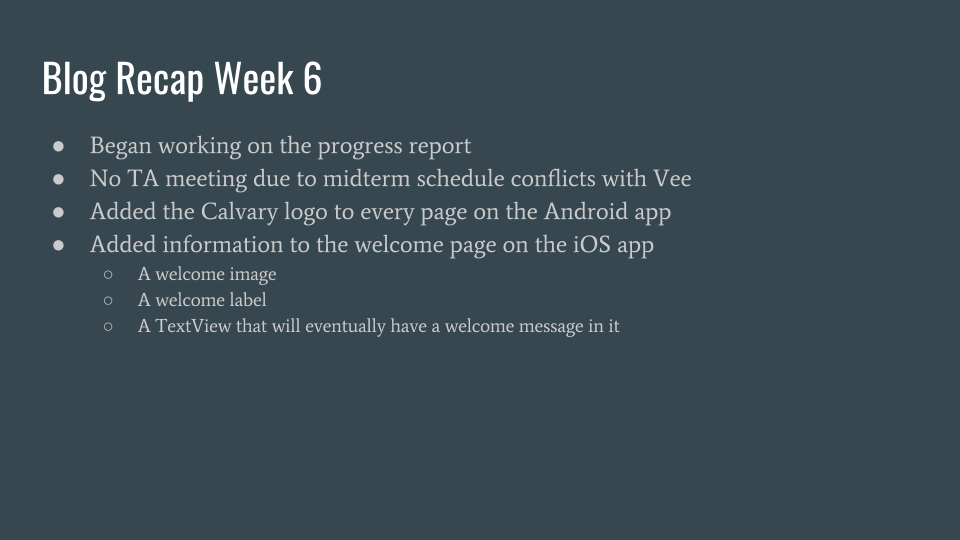 Blog Recap Week 6
● Began working on the progress report
● No TA meeting due to midterm schedule conflicts with Vee
● Added the Calvary logo to every page on the Android app
● Added information to the welcome page on the iOS app
○ A welcome image
○ A welcome label
○ A TextView that will eventually have a welcome message in it